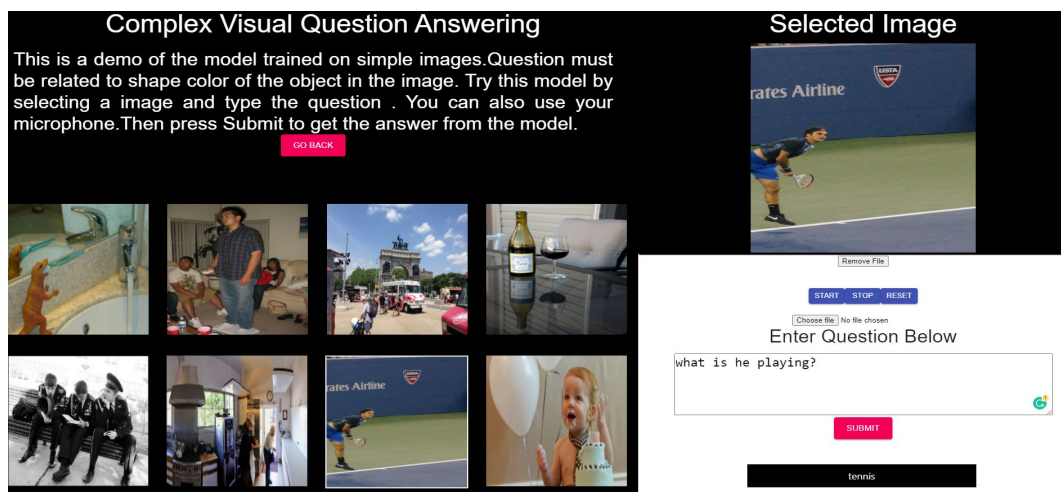 Complex Visual Question Answering
This is a demo of the model trained on simple images.Question must
be related to shape color of the object in the image. Try this model by
selecting a image and type the question . You can also use your
microphone.Then press Submit to get the answer from the model.
GO BACK
rates Airline
Selected Image
USTA
rates Airline
Remove File
START STOP RESET
Choose file No file chosen
Enter Question Below
what is he playing?
SUBMIT
tennis